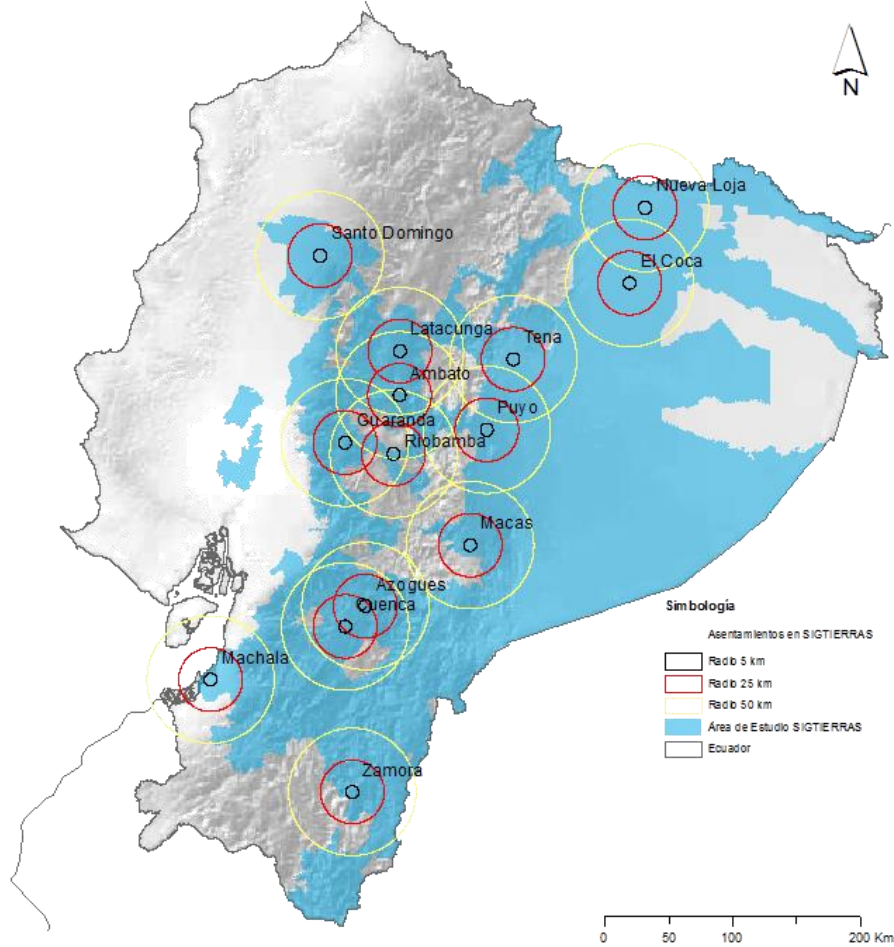 N
Nueva Loja
Santo Domingo
El Coca
Latacunga
Tena
Ambato
Puyo
Guaranda
Riobamba
Macas
Azogues
Cuenca
Machala
Zamora
Simbología
Asentamientos en SIGTIERRAS
Radio 5 km
Radio 25 km
Radio 50 km
Área de Estudio SIGTIERRAS
Ecuador
0 50 100 200 Km